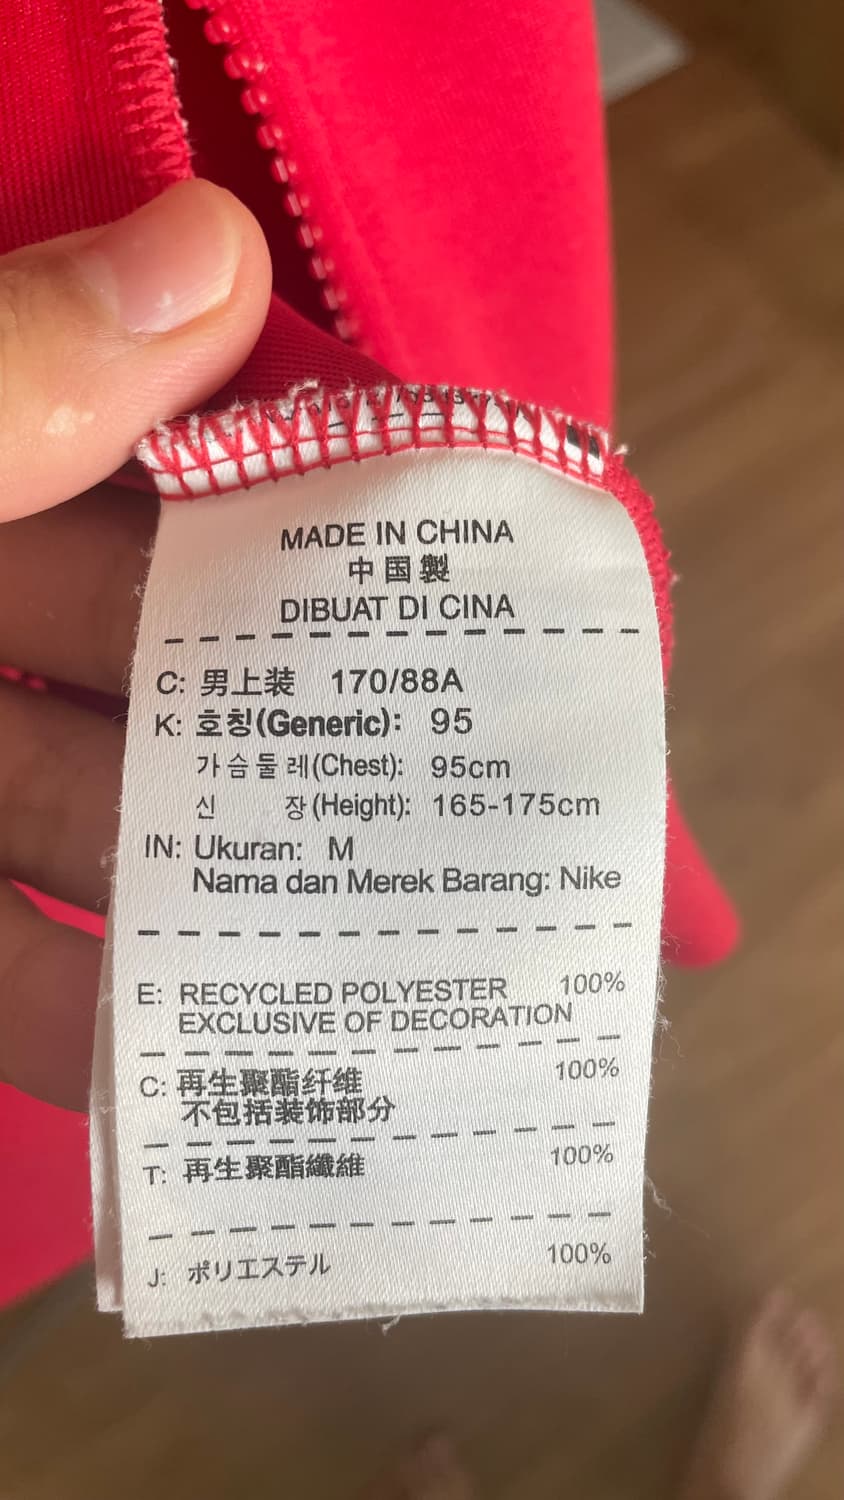 MADE IN CHINA
中国製
DIBUAT DI CINA
C: 男上装 170/88A
K: 호칭(Generic): 95
가슴둘레(Chest): 95cm
신 장(Height): 165-175cm
IN: Ukuran: M
Nama dan Merek Barang: Nike
E: RECYCLED POLYESTER 100%
EXCLUSIVE OF DECORATION
C: 再生聚酯纤维 100%
不包括装饰部分
T: 再生聚酯纖維 100%
J: ポリエステル 100%